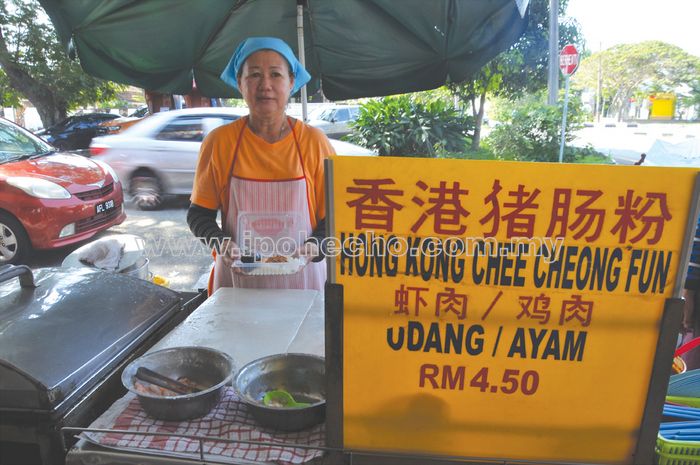 BERHENTI
香港猪肠粉
HONG KONG CHEE CHEONG FUN
虾肉 / 鸡肉
UDANG / AYAM
RM 4.50
www.ipohecho.com.my